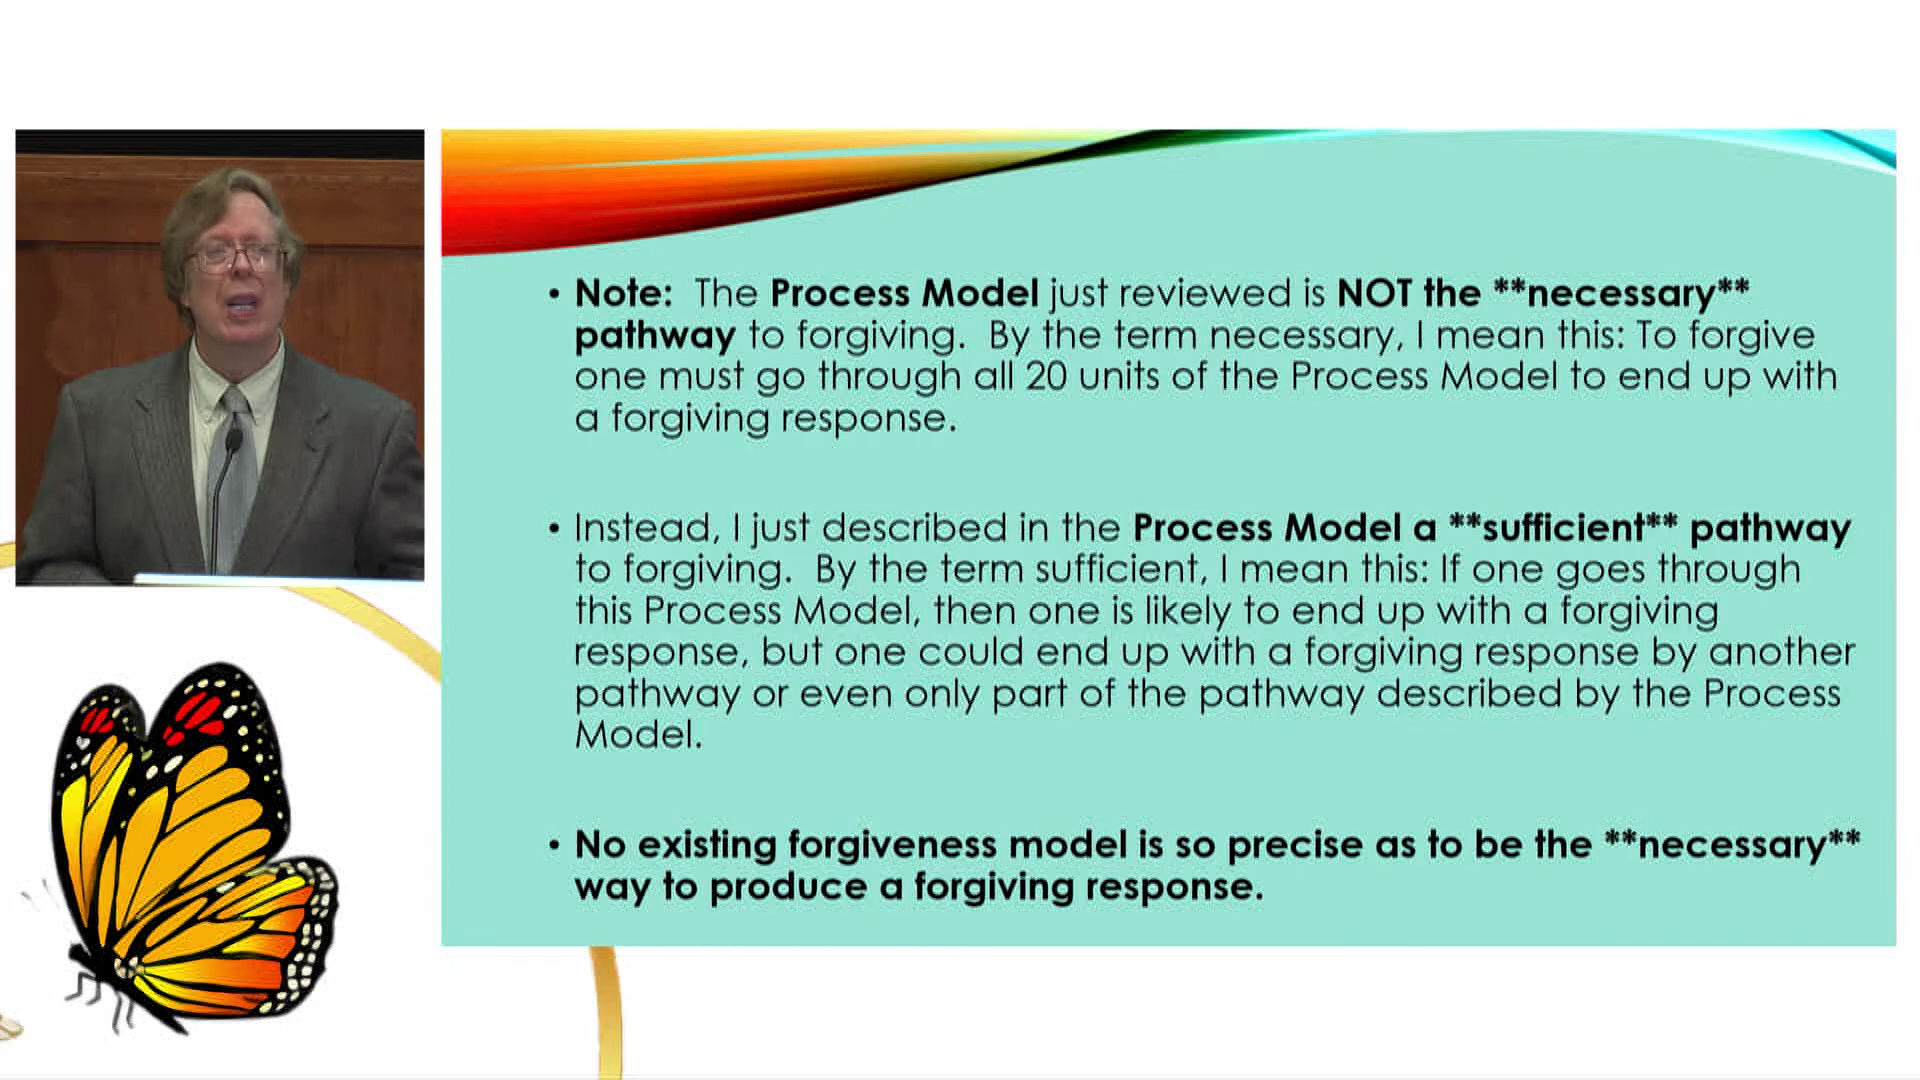 • Note:  The Process Model just reviewed is NOT the **necessary**
pathway to forgiving.  By the term necessary, I mean this: To forgive
one must go through all 20 units of the Process Model to end up with
a forgiving response.
• Instead, I just described in the Process Model a **sufficient** pathway
to forgiving.  By the term sufficient, I mean this: If one goes through
this Process Model, then one is likely to end up with a forgiving
response, but one could end up with a forgiving response by another
pathway or even only part of the pathway described by the Process
Model.
• No existing forgiveness model is so precise as to be the **necessary**
way to produce a forgiving response.